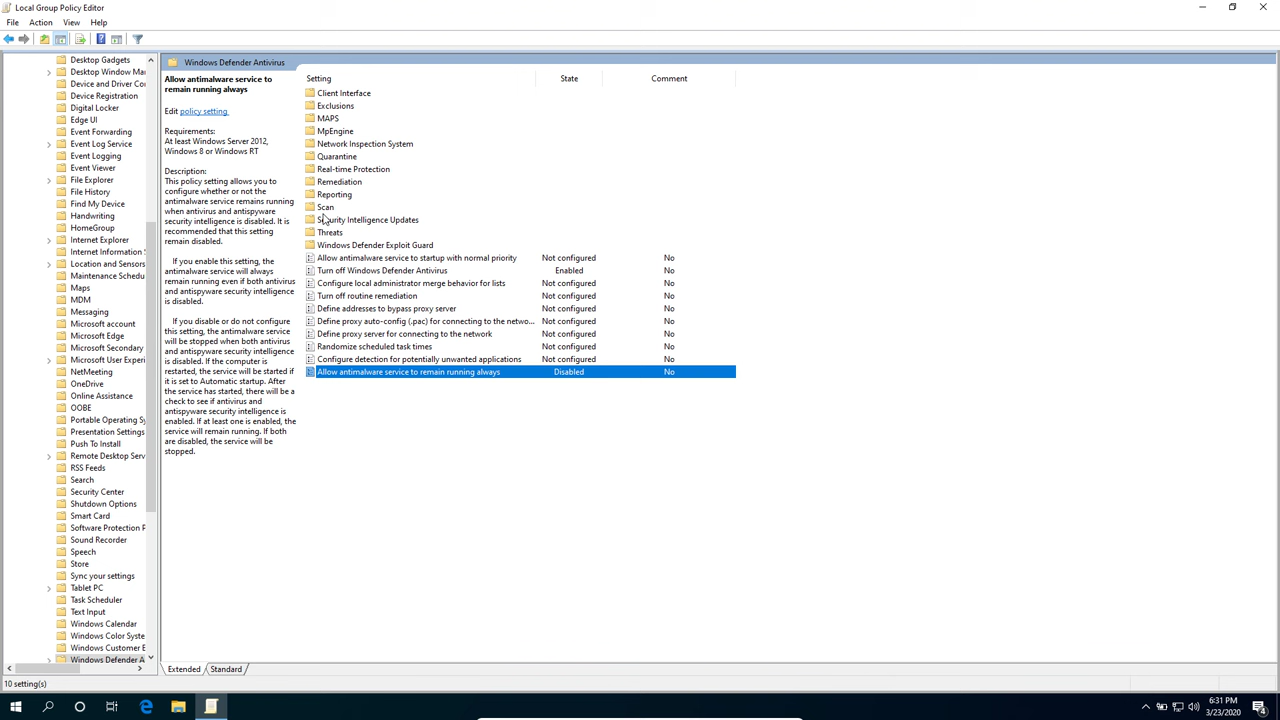 Local Group Policy Editor
File Action View Help
Desktop Gadgets
Desktop Window Ma
Device and Driver Co
Device Registration
Digital Locker
Edge UI
Event Forwarding
Event Log Service
Event Logging
Event Viewer
File Explorer
File History
Find My Device
Handwriting
HomeGroup
Internet Explorer
Internet Information S
Location and Sensors
Maintenance Schedu
Maps
MDM
Messaging
Microsoft account
Microsoft Edge
Microsoft Secondary
Microsoft User Experi
NetMeeting
OneDrive
Online Assistance
OOBE
Portable Operating Sy
Presentation Settings
Push To Install
Remote Desktop Serv
RSS Feeds
Search
Security Center
Shutdown Options
Smart Card
Software Protection P
Sound Recorder
Speech
Store
Sync your settings
Tablet PC
Task Scheduler
Text Input
Windows Calendar
Windows Color Syste
Windows Customer E
Windows Defender A
Windows Defender Antivirus
Allow antimalware service to
remain running always
Edit policy setting
Requirements:
At least Windows Server 2012,
Windows 8 or Windows RT
Description:
This policy setting allows you to
configure whether or not the
antimalware service remains
running when antivirus and antispyware
security intelligence is disabled. It is
recommended that this setting
remain disabled.
If you enable this setting, the
antimalware service will always
remain running even if both antivirus
and antispyware security intelligence
is disabled.
If you disable or do not configure
this setting, the antimalware service
will be stopped when both antivirus
and antispyware security intelligence
are disabled. If the computer is
restarted, the service will be started if
it is set to Automatic startup. After
the service has started, there will be a
check to see if antivirus and
antispyware security intelligence is
enabled. If at least one is enabled, the
service will remain running. If both
are disabled, the service will be
stopped.
Setting State Comment
Client Interface
Exclusions
MAPS
MpEngine
Network Inspection System
Quarantine
Real-time Protection
Remediation
Reporting
Scan
Security Intelligence Updates
Threats
Windows Defender Exploit Guard
Allow antimalware service to startup with normal priority Not configured No
Turn off Windows Defender Antivirus Enabled No
Configure local administrator merge behavior for lists Not configured No
Turn off routine remediation Not configured No
Define addresses to bypass proxy server Not configured No
Define proxy auto-config (.pac) for connecting to the netwo... Not configured No
Define proxy server for connecting to the network Not configured No
Randomize scheduled task times Not configured No
Configure detection for potentially unwanted applications Not configured No
Allow antimalware service to remain running always Disabled No
Extended Standard
10 setting(s)
6:31 PM
3/23/2020
4